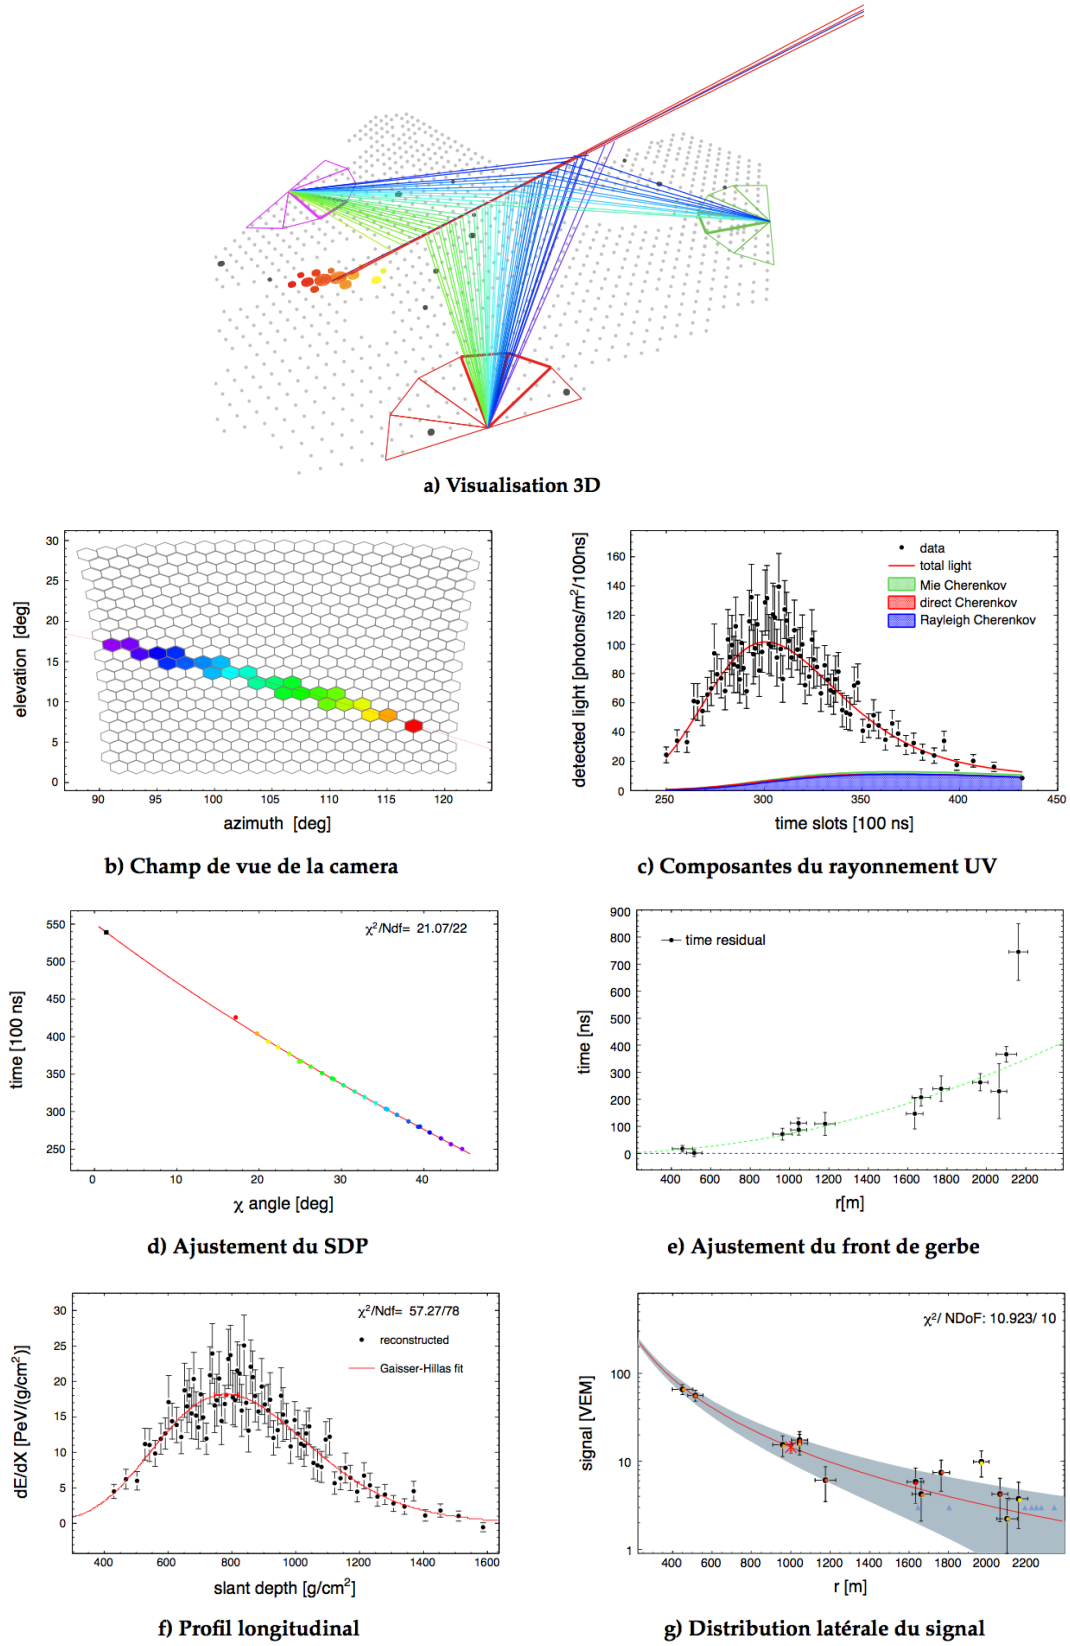 a) Visualisation 3D
elevation [deg]
30
25
20
15
10
5
0
90
95
100
105
110
115
120
azimuth [deg]
b) Champ de vue de la camera
detected light [photons/m²/100ns]
160
140
120
100
80
60
40
20
0
250
300
350
400
450
time slots [100 ns]
data
total light
Mie Cherenkov
direct Cherenkov
Rayleigh Cherenkov
c) Composantes du rayonnement UV
time [100 ns]
550
500
450
400
350
300
250
χ²/Ndf= 21.07/22
0
10
20
30
40
χ angle [deg]
d) Ajustement du SDP
time [ns]
900
800
700
600
500
400
300
200
100
0
time residual
400
600
800
1000
1200
1400
1600
1800
2000
2200
r[m]
e) Ajustement du front de gerbe
dE/dX [PeV/(g/cm²)]
30
25
20
15
10
5
0
χ²/Ndf= 57.27/78
reconstructed
Gaisser-Hillas fit
400
600
800
1000
1200
1400
1600
slant depth [g/cm²]
f) Profil longitudinal
signal [VEM]
100
10
1
χ²/ NDoF: 10.923/ 10
400
600
800
1000
1200
1400
1600
1800
2000
2200
r [m]
g) Distribution latérale du signal